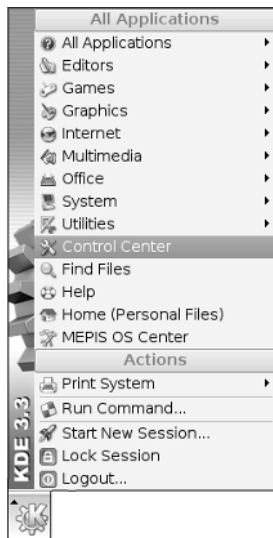 All Applications
All Applications
Editors
Games
Graphics
Internet
Multimedia
Office
System
Utilities
Control Center
Find Files
Help
Home (Personal Files)
MEPIS OS Center
Actions
Print System
Run Command...
Start New Session...
Lock Session
Logout...
KDE 3.3
K